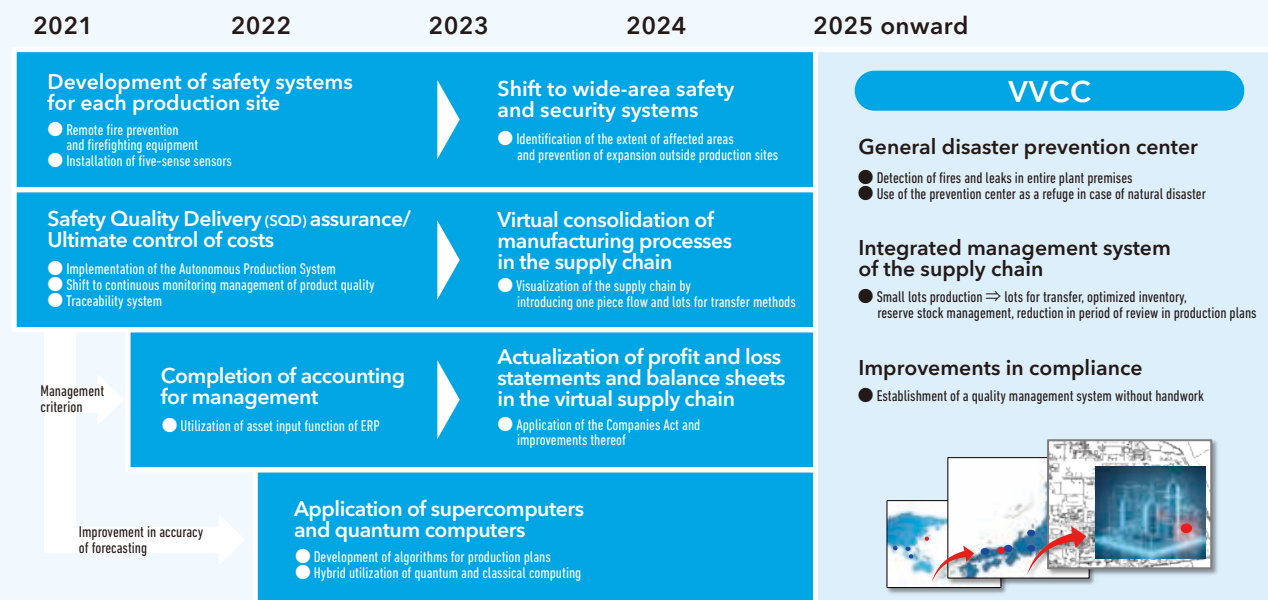 2021
2022
2023
2024
2025 onward
Development of safety systems
for each production site
Remote fire prevention
and firefighting equipment
Installation of five-sense sensors
Shift to wide-area safety
and security systems
Identification of the extent of affected areas
and prevention of expansion outside production sites
Safety Quality Delivery (SQD) assurance/
Ultimate control of costs
Implementation of the Autonomous Production System
Shift to continuous monitoring management of product quality
Traceability system
Virtual consolidation of
manufacturing processes
in the supply chain
Visualization of the supply chain by
introducing one piece flow and lots for transfer methods
Management
criterion
Completion of accounting
for management
Utilization of asset input function of ERP
Actualization of profit and loss
statements and balance sheets
in the virtual supply chain
Application of the Companies Act and
improvements thereof
Improvement in accuracy
of forecasting
Application of supercomputers
and quantum computers
Development of algorithms for production plans
Hybrid utilization of quantum and classical computing
VVCC
General disaster prevention center
Detection of fires and leaks in entire plant premises
Use of the prevention center as a refuge in case of natural disaster
Integrated management system
of the supply chain
Small lots production ⇒ lots for transfer, optimized inventory,
reserve stock management, reduction in period of review in production plans
Improvements in compliance
Establishment of a quality management system without handwork